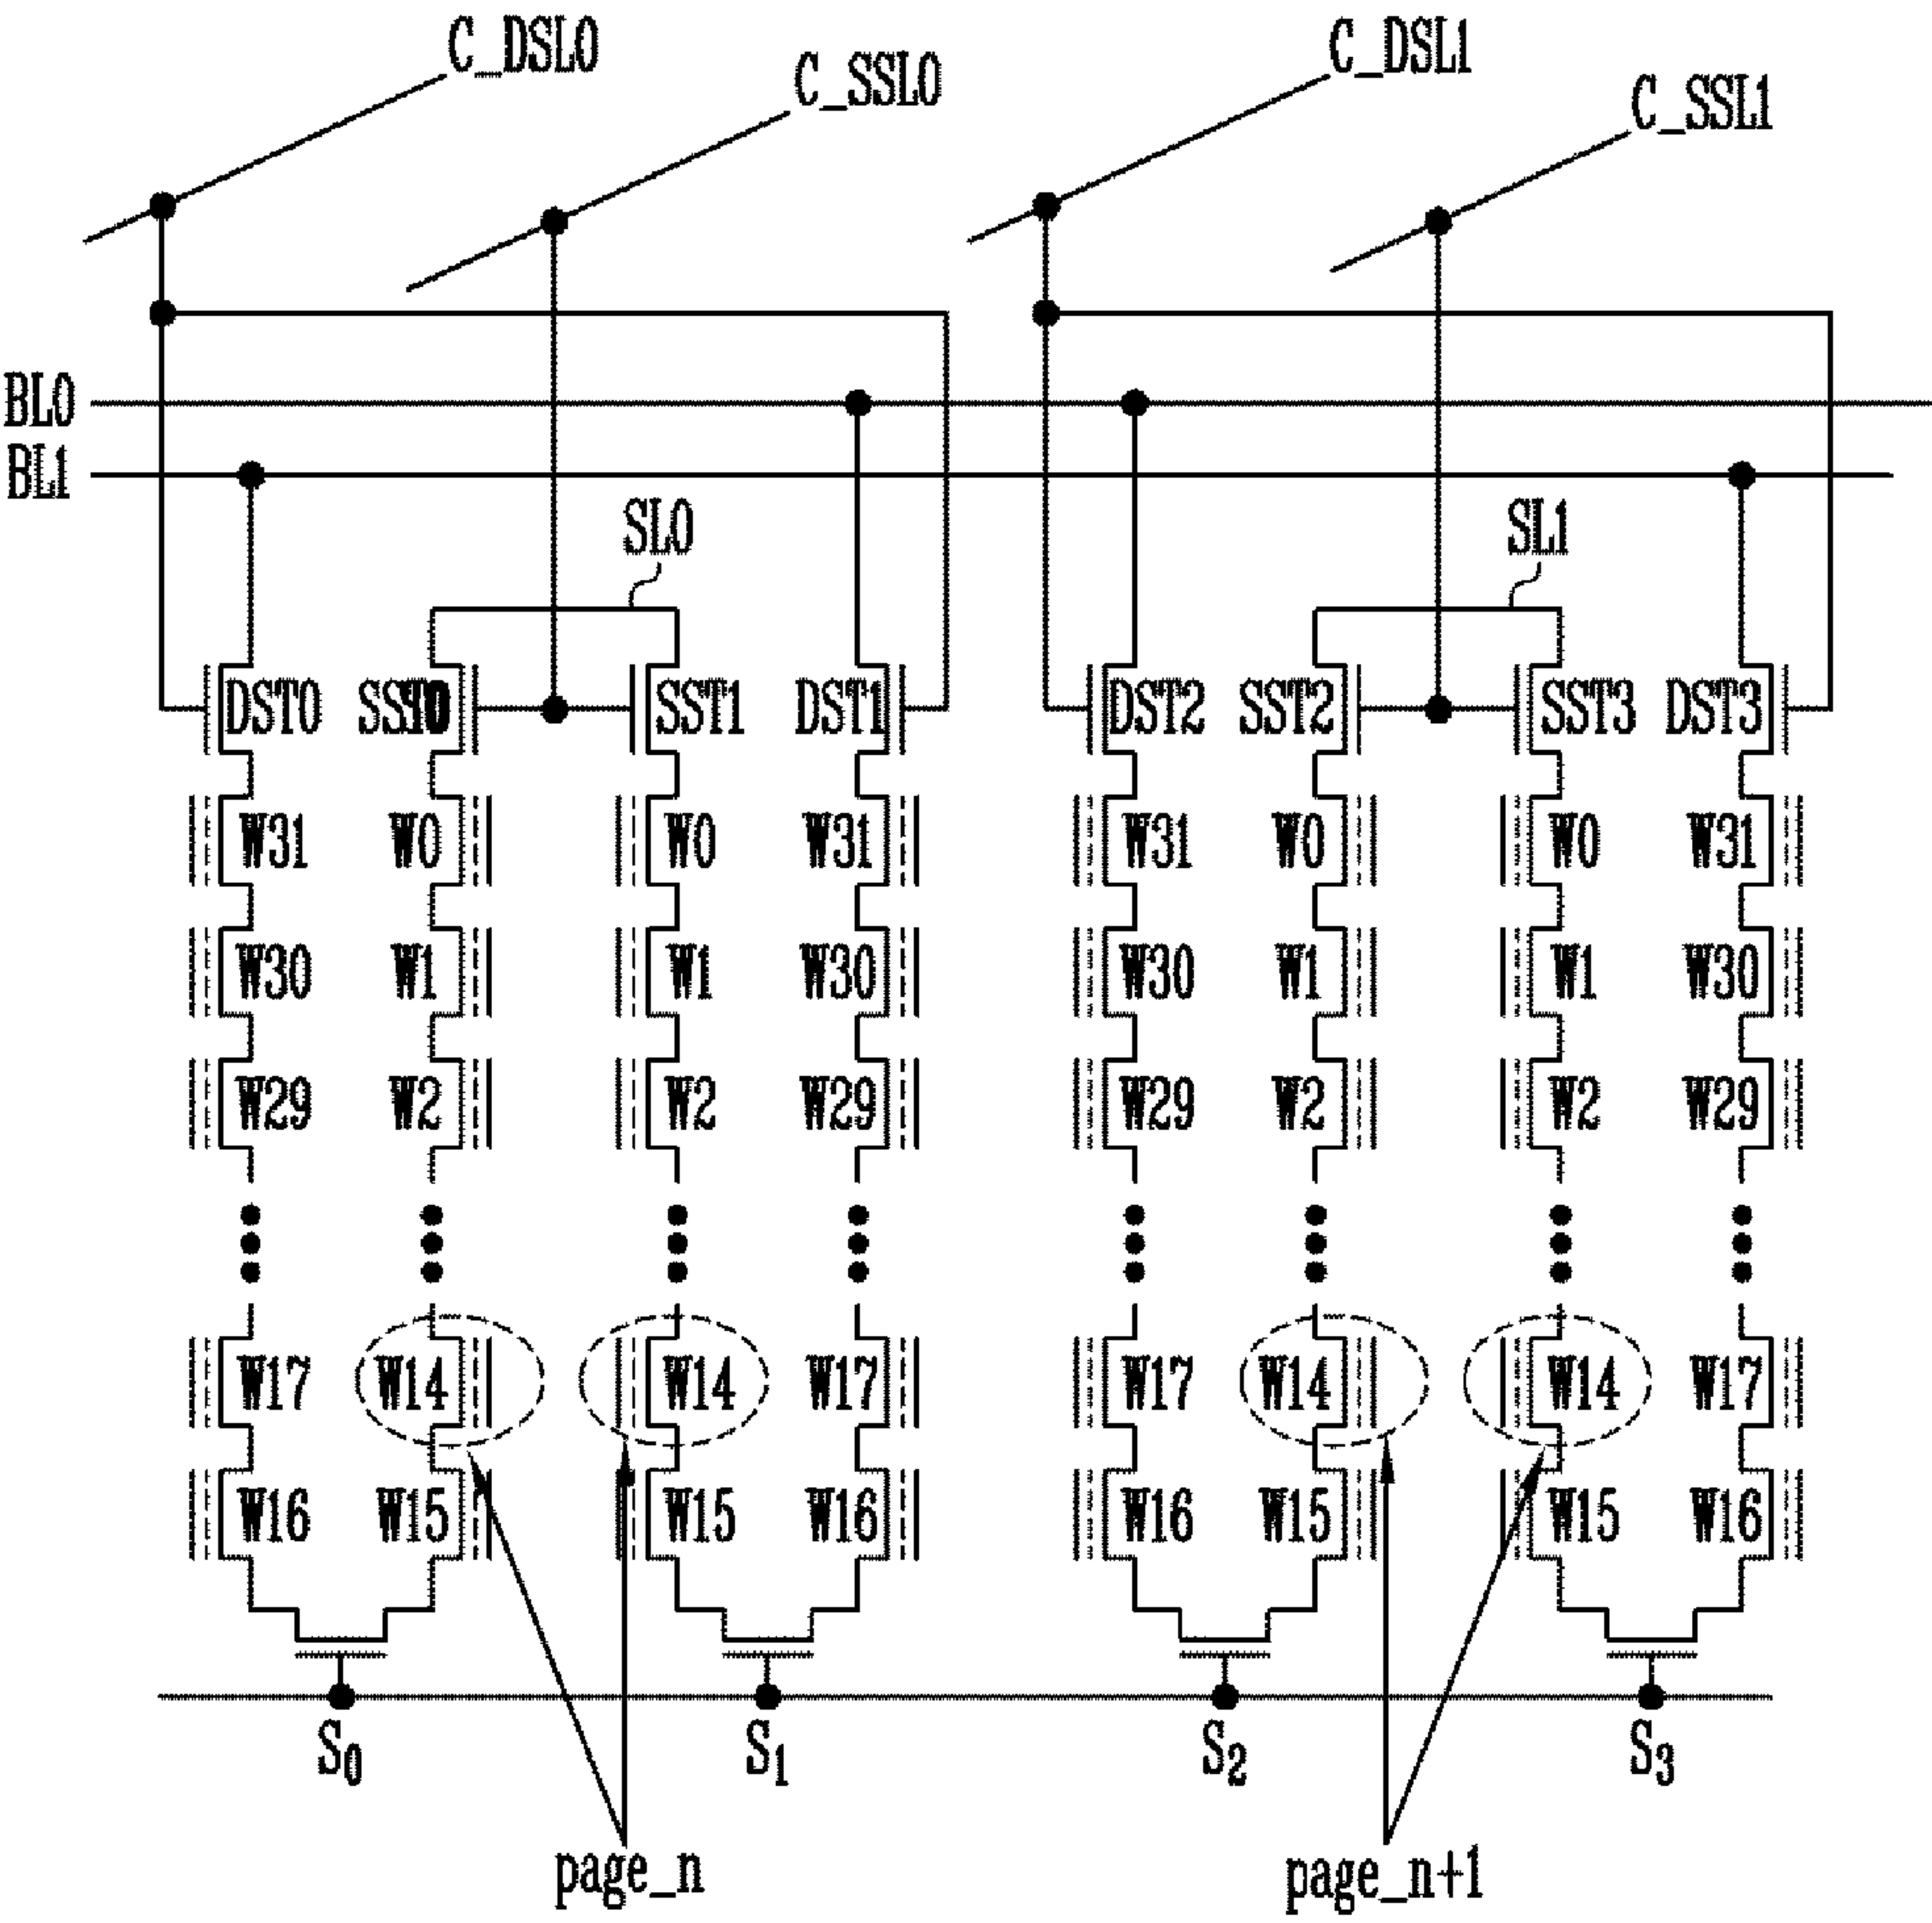 C_DSL0 C_SSL0 C_DSL1 C_SSL1
BL0
BL1
SL0 SL1
DST0 SST0 SST1 DST1 DST2 SST2 SST3 DST3
W31 W0 W0 W31 W31 W0 W0 W31
W30 W1 W1 W30 W30 W1 W1 W30
W29 W2 W2 W29 W29 W2 W2 W29
W17 W14 W14 W17 W17 W14 W14 W17
W16 W15 W15 W16 W16 W15 W15 W16
S0 S1 S2 S3
page_n page_n+1